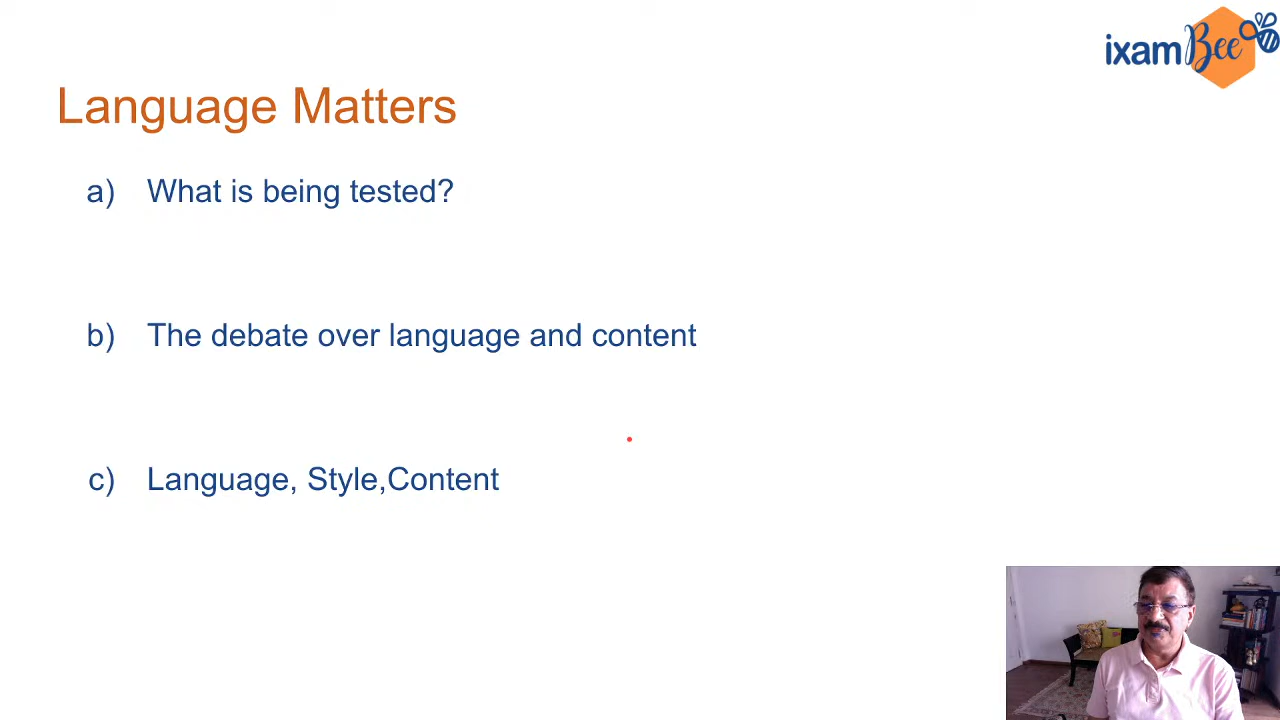 ixamBee
Language Matters
a) What is being tested?
b) The debate over language and content
c) Language, Style,Content